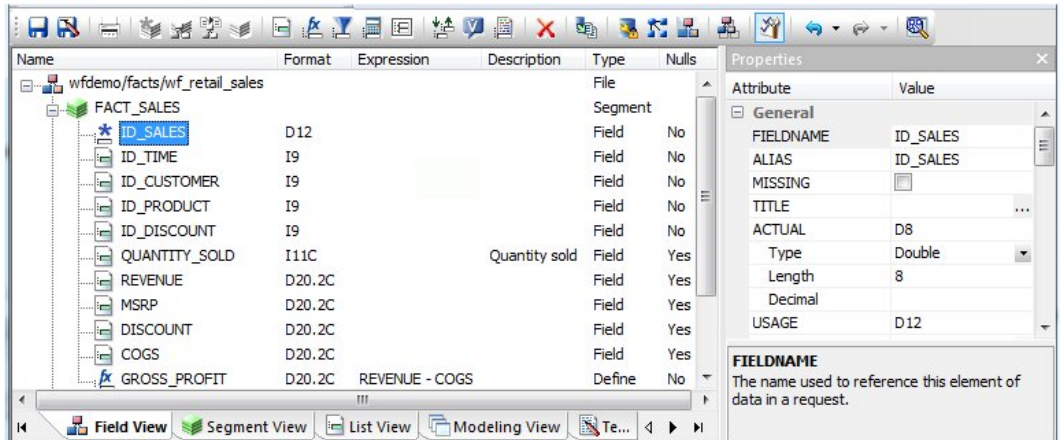 Name Format Expression Description Type Nulls
wfdemo/facts/wf_retail_sales File
FACT_SALES Segment
ID_SALES D12 Field No
ID_TIME I9 Field No
ID_CUSTOMER I9 Field No
ID_PRODUCT I9 Field No
ID_DISCOUNT I9 Field No
QUANTITY_SOLD I11C Quantity sold Field Yes
REVENUE D20.2C Field Yes
MSRP D20.2C Field Yes
DISCOUNT D20.2C Field Yes
COGS D20.2C Field Yes
GROSS_PROFIT D20.2C REVENUE - COGS Define No
Field View Segment View List View Modeling View Te...
Properties
Attribute Value
General
FIELDNAME ID_SALES
ALIAS ID_SALES
MISSING
TITLE ...
ACTUAL D8
Type Double
Length 8
Decimal
USAGE D12
FIELDNAME
The name used to reference this element of
data in a request.